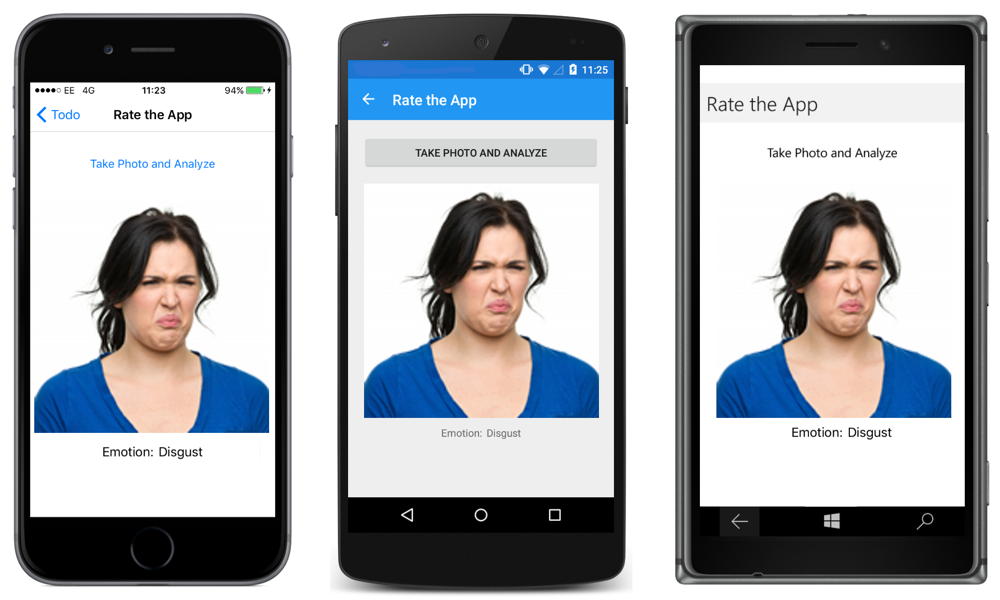 EE 4G 11:23 94%
Todo Rate the App
Take Photo and Analyze
Emotion: Disgust
11:25
Rate the App
TAKE PHOTO AND ANALYZE
Emotion: Disgust
Rate the App
Take Photo and Analyze
Emotion: Disgust